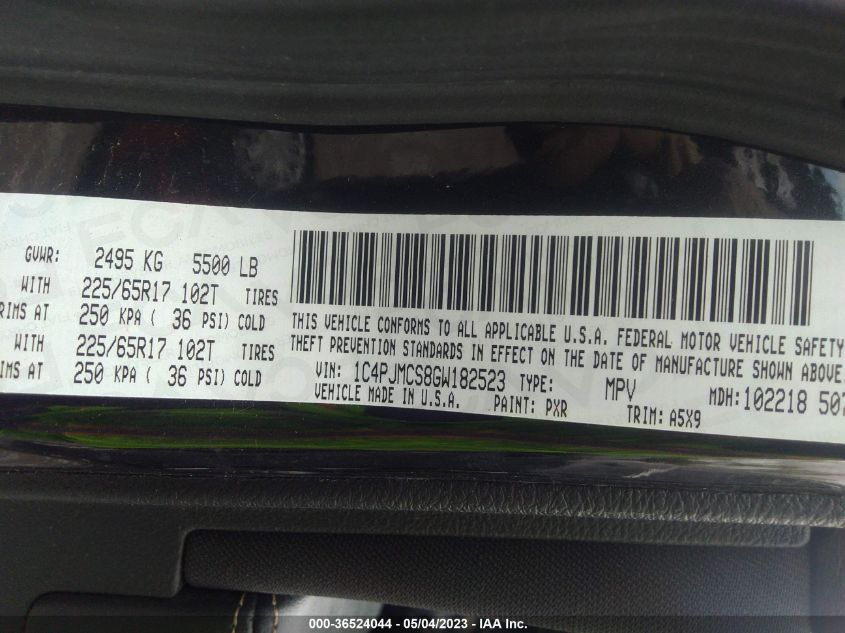 GVWR: 2495 KG 5500 LB
WITH 225/65R17 102T TIRES
RIMS AT 250 KPA ( 36 PSI) COLD
WITH 225/65R17 102T TIRES
RIMS AT 250 KPA ( 36 PSI) COLD
THIS VEHICLE CONFORMS TO ALL APPLICABLE U.S.A. FEDERAL MOTOR VEHICLE SAFETY
THEFT PREVENTION STANDARDS IN EFFECT ON THE DATE OF MANUFACTURE SHOWN ABOVE.
VIN: 1C4PJMCS8GW182523 TYPE: MPV MDH: 102218 507
VEHICLE MADE IN U.S.A. PAINT: PXR TRIM: A5X9
000-36524044 - 05/04/2023 - IAA Inc.